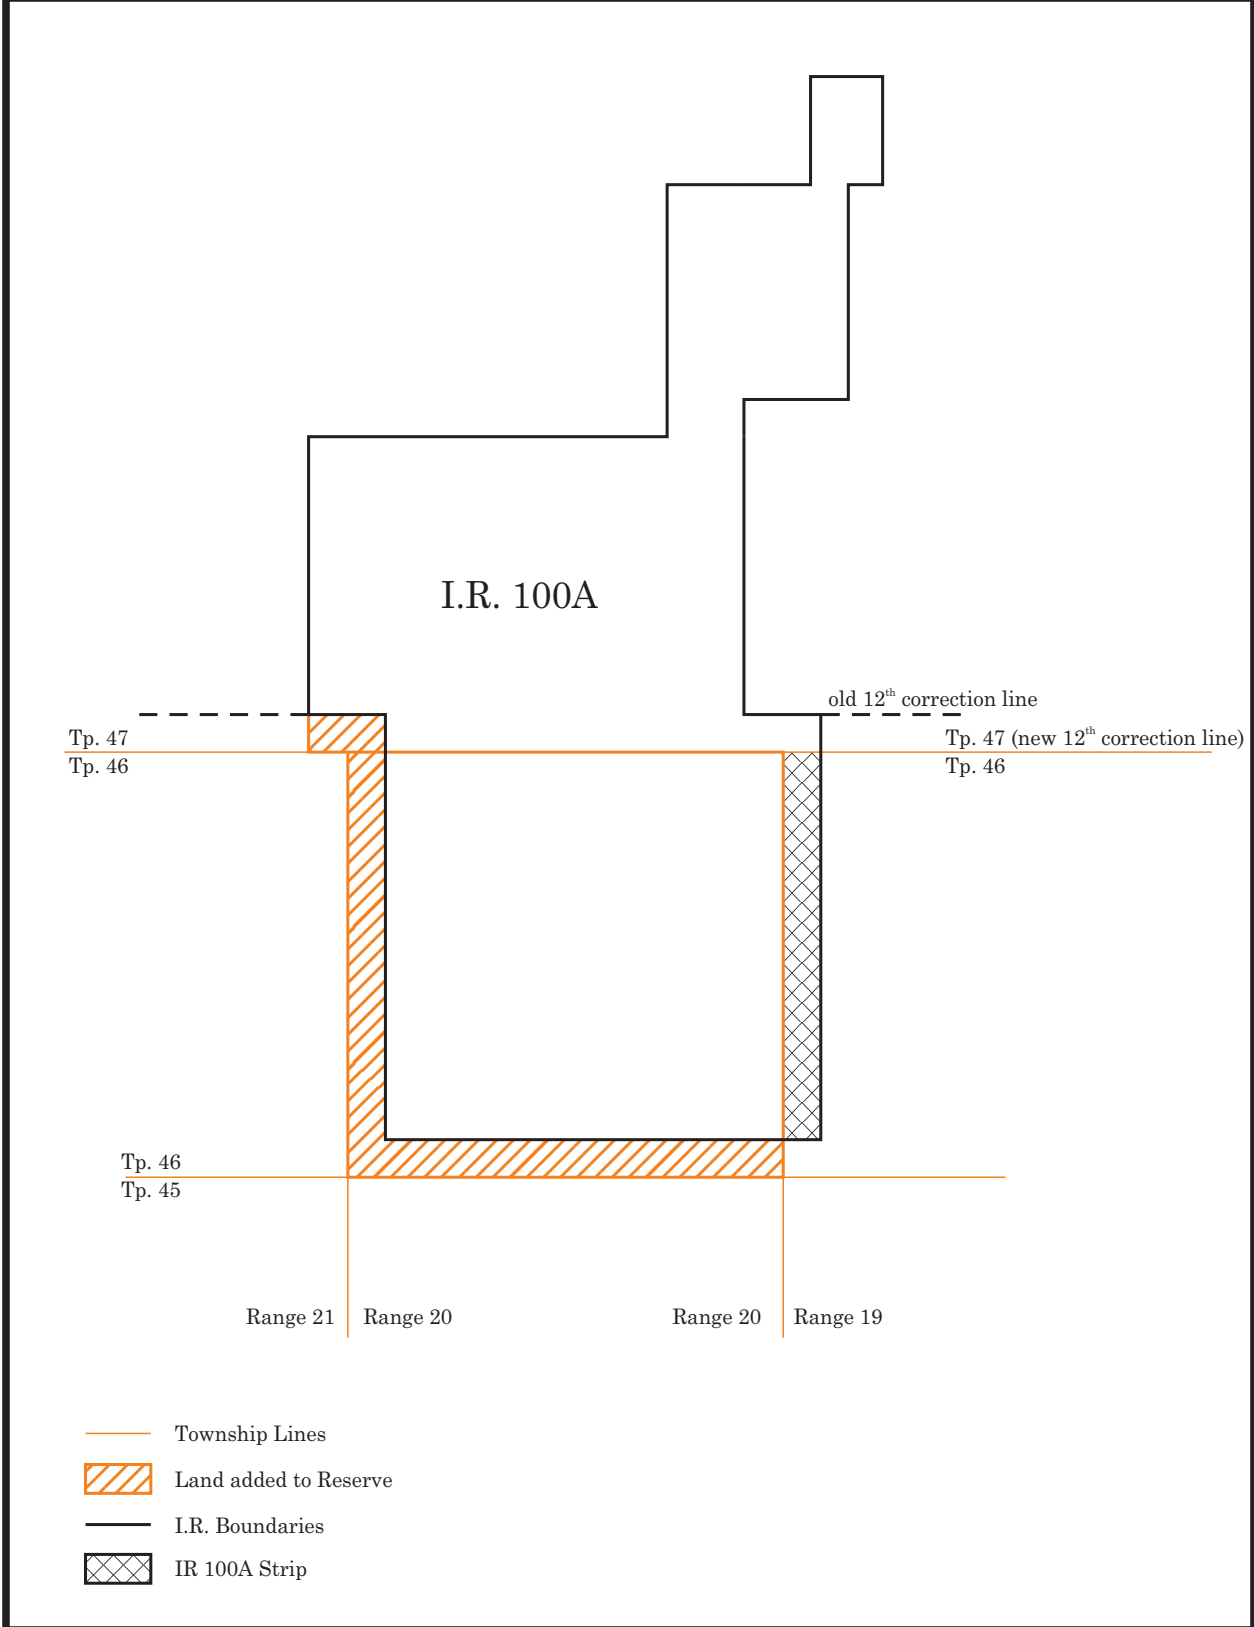 I.R. 100A
old 12th correction line
Tp. 47
Tp. 47 (new 12th correction line)
Tp. 46
Tp. 46
Tp. 46
Tp. 45
Range 21
Range 20
Range 20
Range 19
Township Lines
Land added to Reserve
I.R. Boundaries
IR 100A Strip